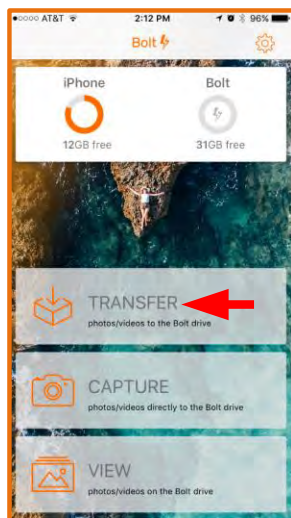 AT&T 2:12 PM 96%
Bolt
iPhone Bolt
12GB free 31GB free
TRANSFER
photos/videos to the Bolt drive
CAPTURE
photos/videos directly to the Bolt drive
VIEW
photos/videos on the Bolt drive